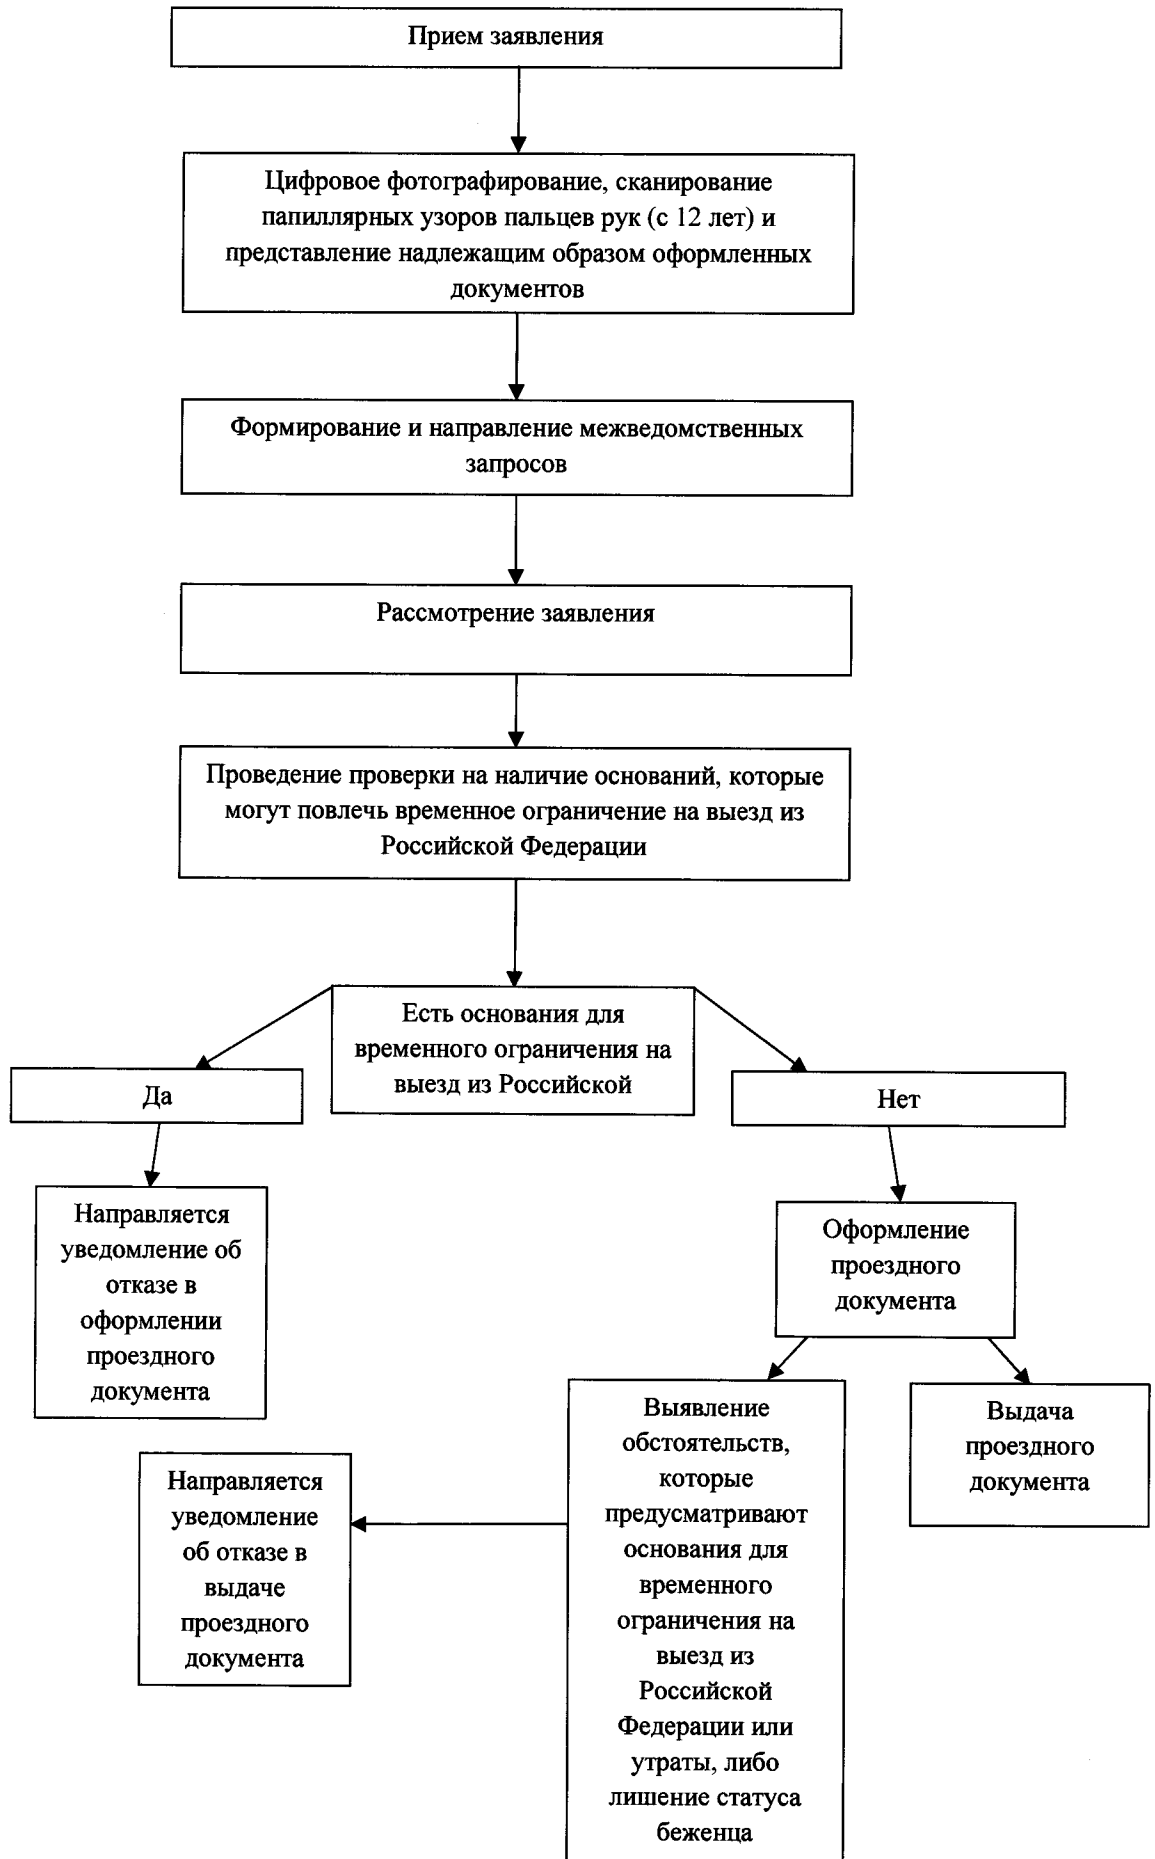 Прием заявления
Цифровое фотографирование, сканирование
папиллярных узоров пальцев рук (с 12 лет) и
представление надлежащим образом оформленных
документов
Формирование и направление межведомственных
запросов
Рассмотрение заявления
Проведение проверки на наличие оснований, которые
могут повлечь временное ограничение на выезд из
Российской Федерации
Есть основания для
временного ограничения на
выезд из Российской
Да
Нет
Направляется
уведомление об
отказе в
оформлении
проездного
документа
Оформление
проездного
документа
Направляется
уведомление
об отказе в
выдаче
проездного
документа
Выявление
обстоятельств,
которые
предусматривают
основания для
временного
ограничения на
выезд из
Российской
Федерации или
утраты, либо
лишение статуса
беженца
Выдача
проездного
документа